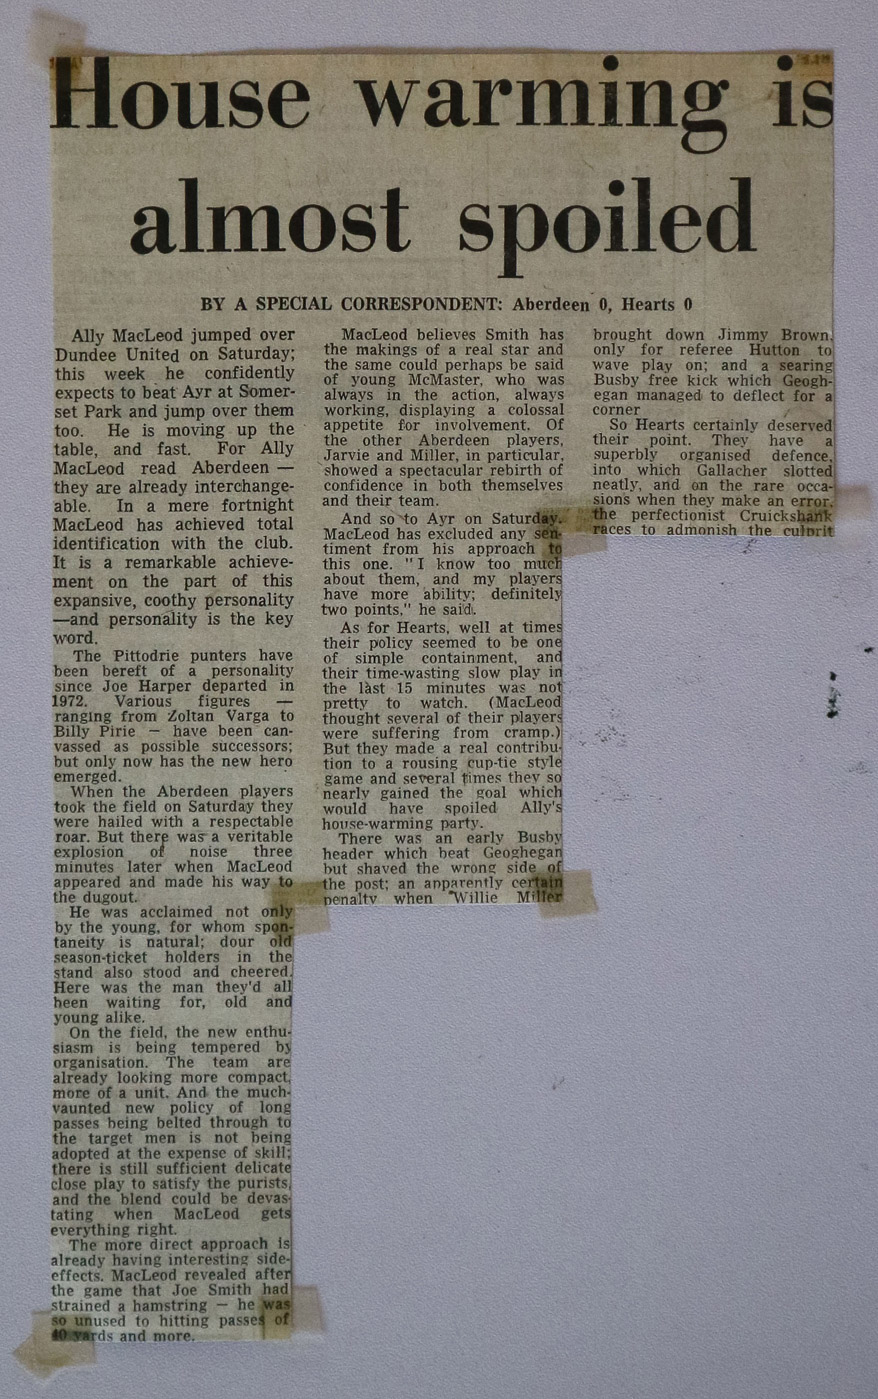 House warming is
almost spoiled
BY A SPECIAL CORRESPONDENT: Aberdeen 0, Hearts 0
Ally MacLeod jumped over
Dundee United on Saturday;
this week he confidently
expects to beat Ayr at Somer-
set Park and jump over them
too. He is moving up the
table, and fast. For Ally
MacLeod read Aberdeen —
they are already interchange-
able. In a mere fortnight
MacLeod has achieved total
identification with the club.
It is a remarkable achieve-
ment on the part of this
expansive, coothy personality
—and personality is the key
word.
The Pittodrie punters have
been bereft of a personality
since Joe Harper departed in
1972. Various figures —
ranging from Zoltan Varga to
Billy Pirie — have been can-
vassed as possible successors;
but only now has the new hero
emerged.
When the Aberdeen players
took the field on Saturday they
were hailed with a respectable
roar. But there was a veritable
explosion of noise three
minutes later when MacLeod
appeared and made his way to
the dugout.
He was acclaimed not only
by the young, for whom spon-
taneity is natural; dour old
season-ticket holders in the
stand also stood and cheered.
Here was the man they'd all
been waiting for, old and
young alike.
On the field, the new enthu-
siasm is being tempered by
organisation. The team are
already looking more compact,
more of a unit. And the much-
vaunted new policy of long
passes being belted through to
the target men is not being
adopted at the expense of skill;
there is still sufficient delicate
close play to satisfy the purists,
and the blend could be devas-
tating when MacLeod gets
everything right.
The more direct approach is
already having interesting side-
effects. MacLeod revealed after
the game that Joe Smith had
strained a hamstring — he was
so unused to hitting passes of
40 yards and more.
MacLeod believes Smith has
the makings of a real star and
the same could perhaps be said
of young McMaster, who was
always in the action, always
working, displaying a colossal
appetite for involvement. Of
the other Aberdeen players,
Jarvie and Miller, in particular,
showed a spectacular rebirth of
confidence in both themselves
and their team.
And so to Ayr on Saturday.
MacLeod has excluded any sen-
timent from his approach to
this one. "I know too much
about them, and my players
have more ability; definitely
two points," he said.
As for Hearts, well at times
their policy seemed to be one
of simple containment, and
their time-wasting slow play in
the last 15 minutes was not
pretty to watch. (MacLeod
thought several of their players
were suffering from cramp.)
But they made a real contribu-
tion to a rousing cup-tie style
game and several times they so
nearly gained the goal which
would have spoiled Ally's
house-warming party.
There was an early Busby
header which beat Geoghegan
but shaved the wrong side of
the post; an apparently certain
penalty when Willie Miller
brought down Jimmy Brown,
only for referee Hutton to
wave play on; and a searing
Busby free kick which Geogh-
egan managed to deflect for a
corner
So Hearts certainly deserved
their point. They have a
superbly organised defence,
into which Gallacher slotted
neatly, and on the rare occa-
sions when they make an error,
the perfectionist Cruickshank
races to admonish the culprit